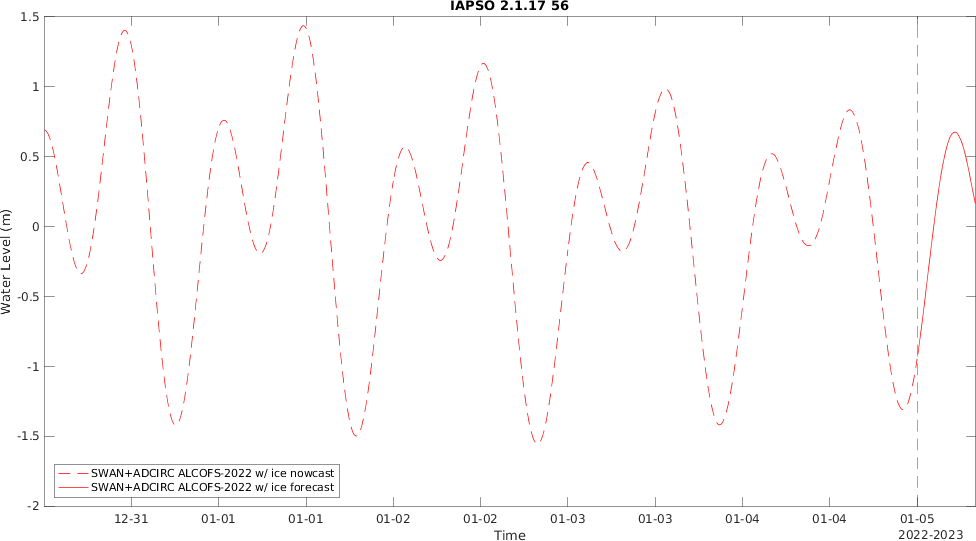 IAPSO 2.1.17 56
1.5
1
0.5
0
-0.5
-1
-1.5
-2
Water Level (m)
SWAN+ADCIRC ALCOFS-2022 w/ ice nowcast
SWAN+ADCIRC ALCOFS-2022 w/ ice forecast
12-31 01-01 01-01 01-02 01-02 01-03 01-03 01-04 01-04 01-05
Time 2022-2023